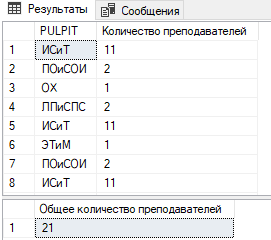 Результаты Сообщения
PULPIT Количество преподавателей
1 ИСиТ 11
2 ПОиСОИ 2
3 ОХ 1
4 ЛПиСПС 2
5 ИСиТ 11
6 ЭТиМ 1
7 ПОиСОИ 2
8 ИСиТ 11
Общее количество преподавателей
1 21